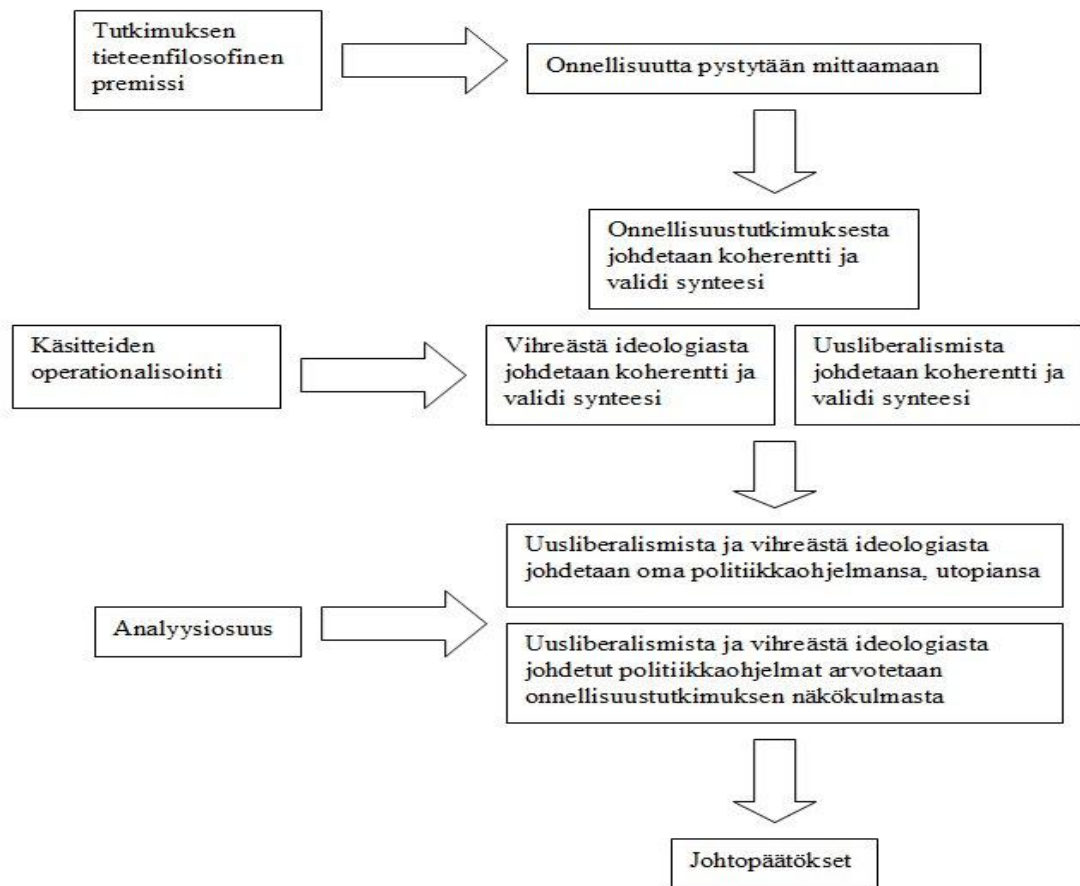 Tutkimuksen
tieteenfilosofinen
premissi
Onnellisuutta pystytään mittaamaan
Onnellisuustutkimuksesta
johdetaan koherentti ja
validi synteesi
Käsitteiden
operationalisointi
Vihreästä ideologiasta
johdetaan koherentti ja
validi synteesi
Uusliberalismista
johdetaan koherentti ja
validi synteesi
Uusliberalismista ja vihreästä ideologiasta
johdetaan oma politiikkaohjelmansa, utopiansa
Analyysiosuus
Uusliberalismista ja vihreästä ideologiasta
johdetut politiikkaohjelmat arvotetaan
onnellisuustutkimuksen näkökulmasta
Johtopäätökset